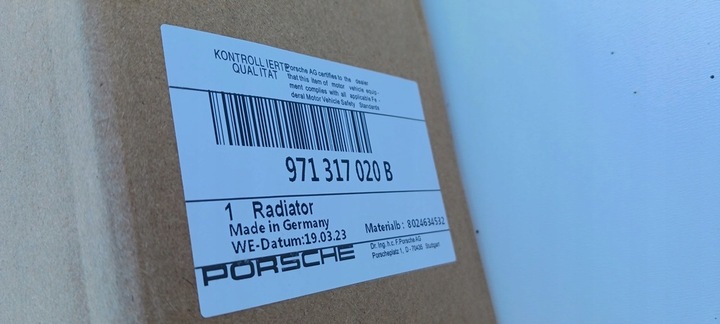 KONTROLLIERTE
QUALITÄT
Porsche AG certifies to the dealer
that this item of motor vehicle equip-
ment complies with all applicable Fe-
deral Motor Vehicle Safety Standards
971 317 020 B
1 Radiator
Made in Germany
WE-Datum:19.03.23
Materialb: 8024634532
PORSCHE
Dr. Ing. h.c. F. Porsche AG
Porscheplatz 1, D - 70435 Stuttgart